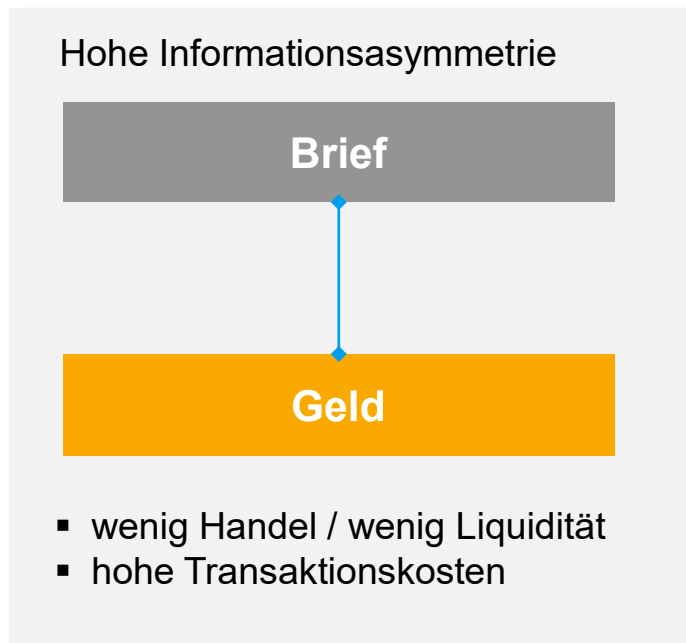 Hohe Informationsasymmetrie
Brief
Geld
▪ wenig Handel / wenig Liquidität
▪ hohe Transaktionskosten